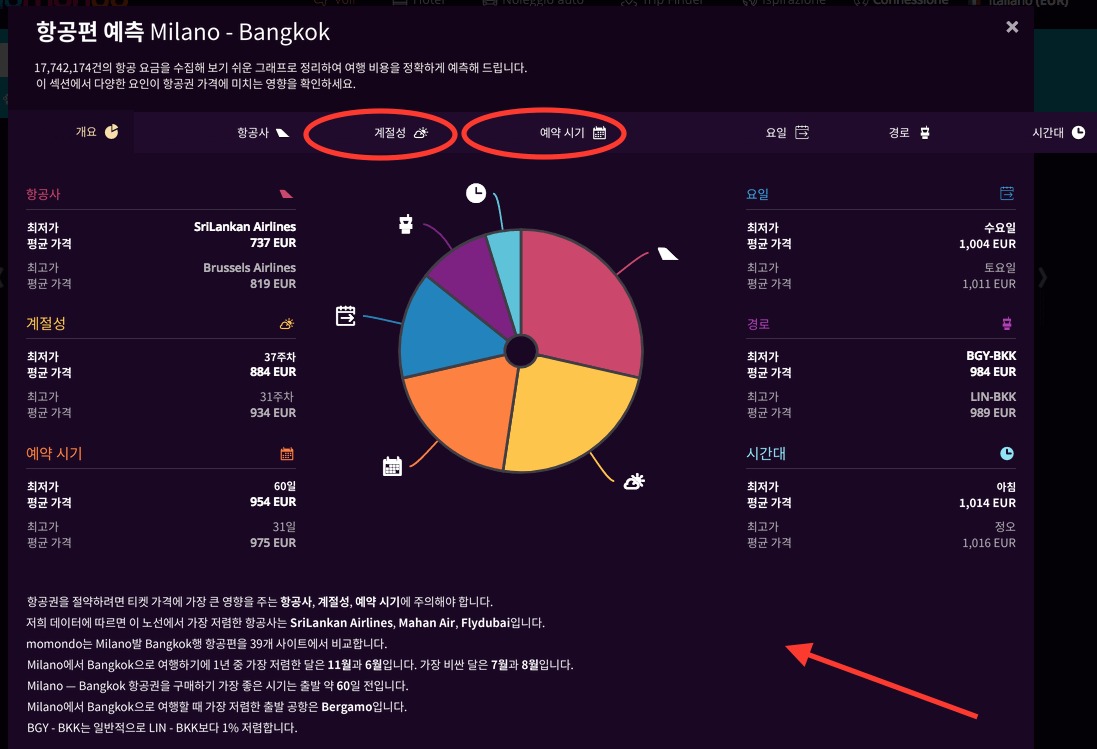 Hotel
Noleggio auto
Trip Finder
Ispirazione
Connessione
Italiano (EUR)
항공편 예측 Milano - Bangkok
17,742,174건의 항공 요금을 수집해 보기 쉬운 그래프로 정리하여 여행 비용을 정확하게 예측해 드립니다.
이 섹션에서 다양한 요인이 항공권 가격에 미치는 영향을 확인하세요.
개요
항공사
계절성
예약 시기
요일
경로
시간대
항공사
최저가 SriLankan Airlines
평균 가격 737 EUR
최고가 Brussels Airlines
평균 가격 819 EUR
계절성
최저가 37주차
평균 가격 884 EUR
최고가 31주차
평균 가격 934 EUR
예약 시기
최저가 60일
평균 가격 954 EUR
최고가 31일
평균 가격 975 EUR
요일
최저가 수요일
평균 가격 1,004 EUR
최고가 토요일
평균 가격 1,011 EUR
경로
최저가 BGY-BKK
평균 가격 984 EUR
최고가 LIN-BKK
평균 가격 989 EUR
시간대
최저가 아침
평균 가격 1,014 EUR
최고가 정오
평균 가격 1,016 EUR
항공권을 절약하려면 티켓 가격에 가장 큰 영향을 주는 항공사, 계절성, 예약 시기에 주의해야 합니다.
저희 데이터에 따르면 이 노선에서 가장 저렴한 항공사는 SriLankan Airlines, Mahan Air, Flydubai입니다.
momondo는 Milano발 Bangkok행 항공편을 39개 사이트에서 비교합니다.
Milano에서 Bangkok으로 여행하기에 1년 중 가장 저렴한 달은 11월과 6월입니다. 가장 비싼 달은 7월과 8월입니다.
Milano — Bangkok 항공권을 구매하기 가장 좋은 시기는 출발 약 60일 전입니다.
Milano에서 Bangkok으로 여행할 때 가장 저렴한 출발 공항은 Bergamo입니다.
BGY - BKK는 일반적으로 LIN - BKK보다 1% 저렴합니다.